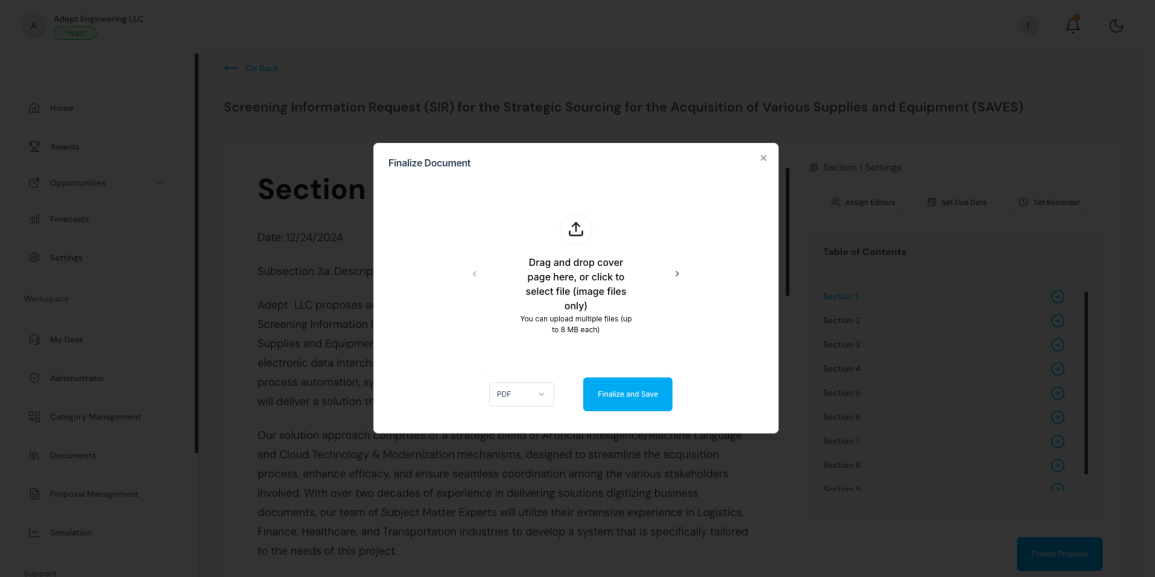 A
Adept Engineering LLC
Tenant
F
Home
Awards
Opportunities
Forecasts
Settings
Workspace
My Desk
Administrator
Category Management
Documents
Proposal Management
Simulation
Support
Go Back
Screening Information Request (SIR) for the Strategic Sourcing for the Acquisition of Various Supplies and Equipment (SAVES)
Section
Date: 12/24/2024
Subsection 3a: Descrip
Adept LLC proposes a
Screening Information
Supplies and Equipmen
electronic data interch
process automation, sy
will deliver a solution th
Our solution approach comprises of a strategic blend of Artificial Intelligence/Machine Language
and Cloud Technology & Modernization mechanisms, designed to streamline the acquisition
process, enhance efficacy, and ensure seamless coordination among the various stakeholders
involved. With over two decades of experience in delivering solutions digitizing business
documents, our team of Subject Matter Experts will utilize their extensive experience in Logistics,
Finance, Healthcare, and Transportation industries to develop a system that is specifically tailored
to the needs of this project.
Finalize Document
Drag and drop cover
page here, or click to
select file (image files
only)
You can upload multiple files (up
to 8 MB each)
PDF
Finalize and Save
Section 1 Settings
Assign Editors
Set Due Date
Set Reminder
Table of Contents
Section 1
Section 2
Section 3
Section 4
Section 5
Section 6
Section 7
Section 8
Section 9
Finalize Proposal